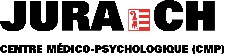 JURA CH
CENTRE MÉDICO-PSYCHOLOGIQUE (CMP)